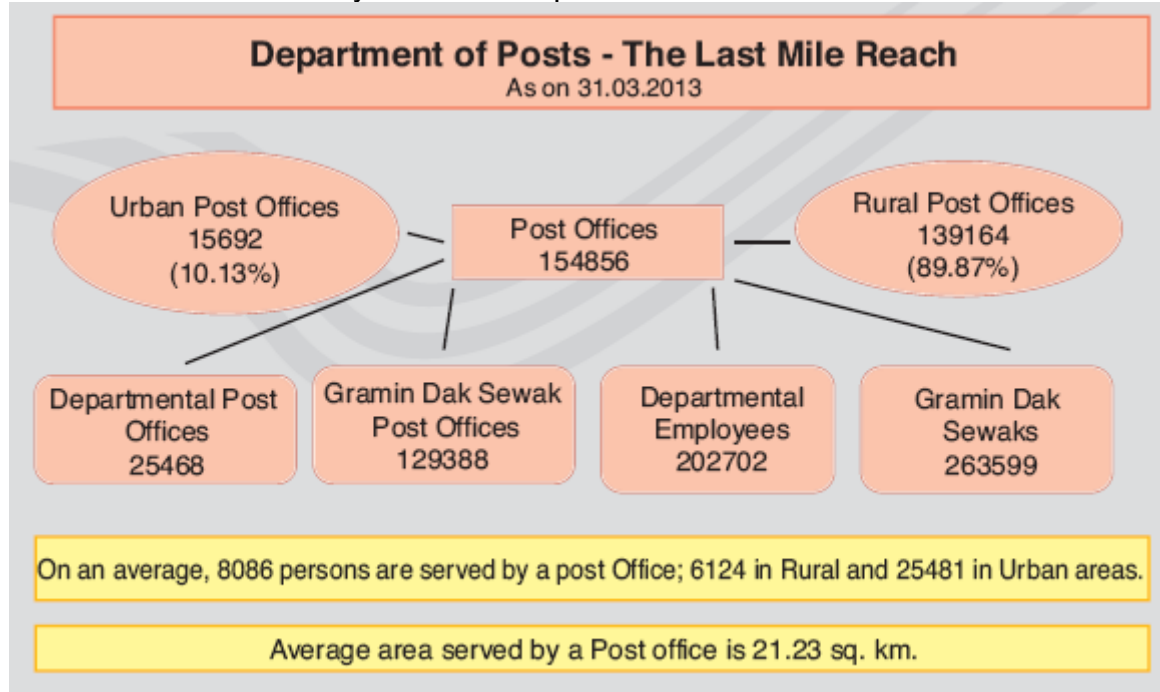 Department of Posts - The Last Mile Reach
As on 31.03.2013
Urban Post Offices
15692
(10.13%)
Post Offices
154856
Rural Post Offices
139164
(89.87%)
Departmental Post
Offices
25468
Gramin Dak Sewak
Post Offices
129388
Departmental
Employees
202702
Gramin Dak
Sewaks
263599
On an average, 8086 persons are served by a post Office; 6124 in Rural and 25481 in Urban areas.
Average area served by a Post office is 21.23 sq. km.